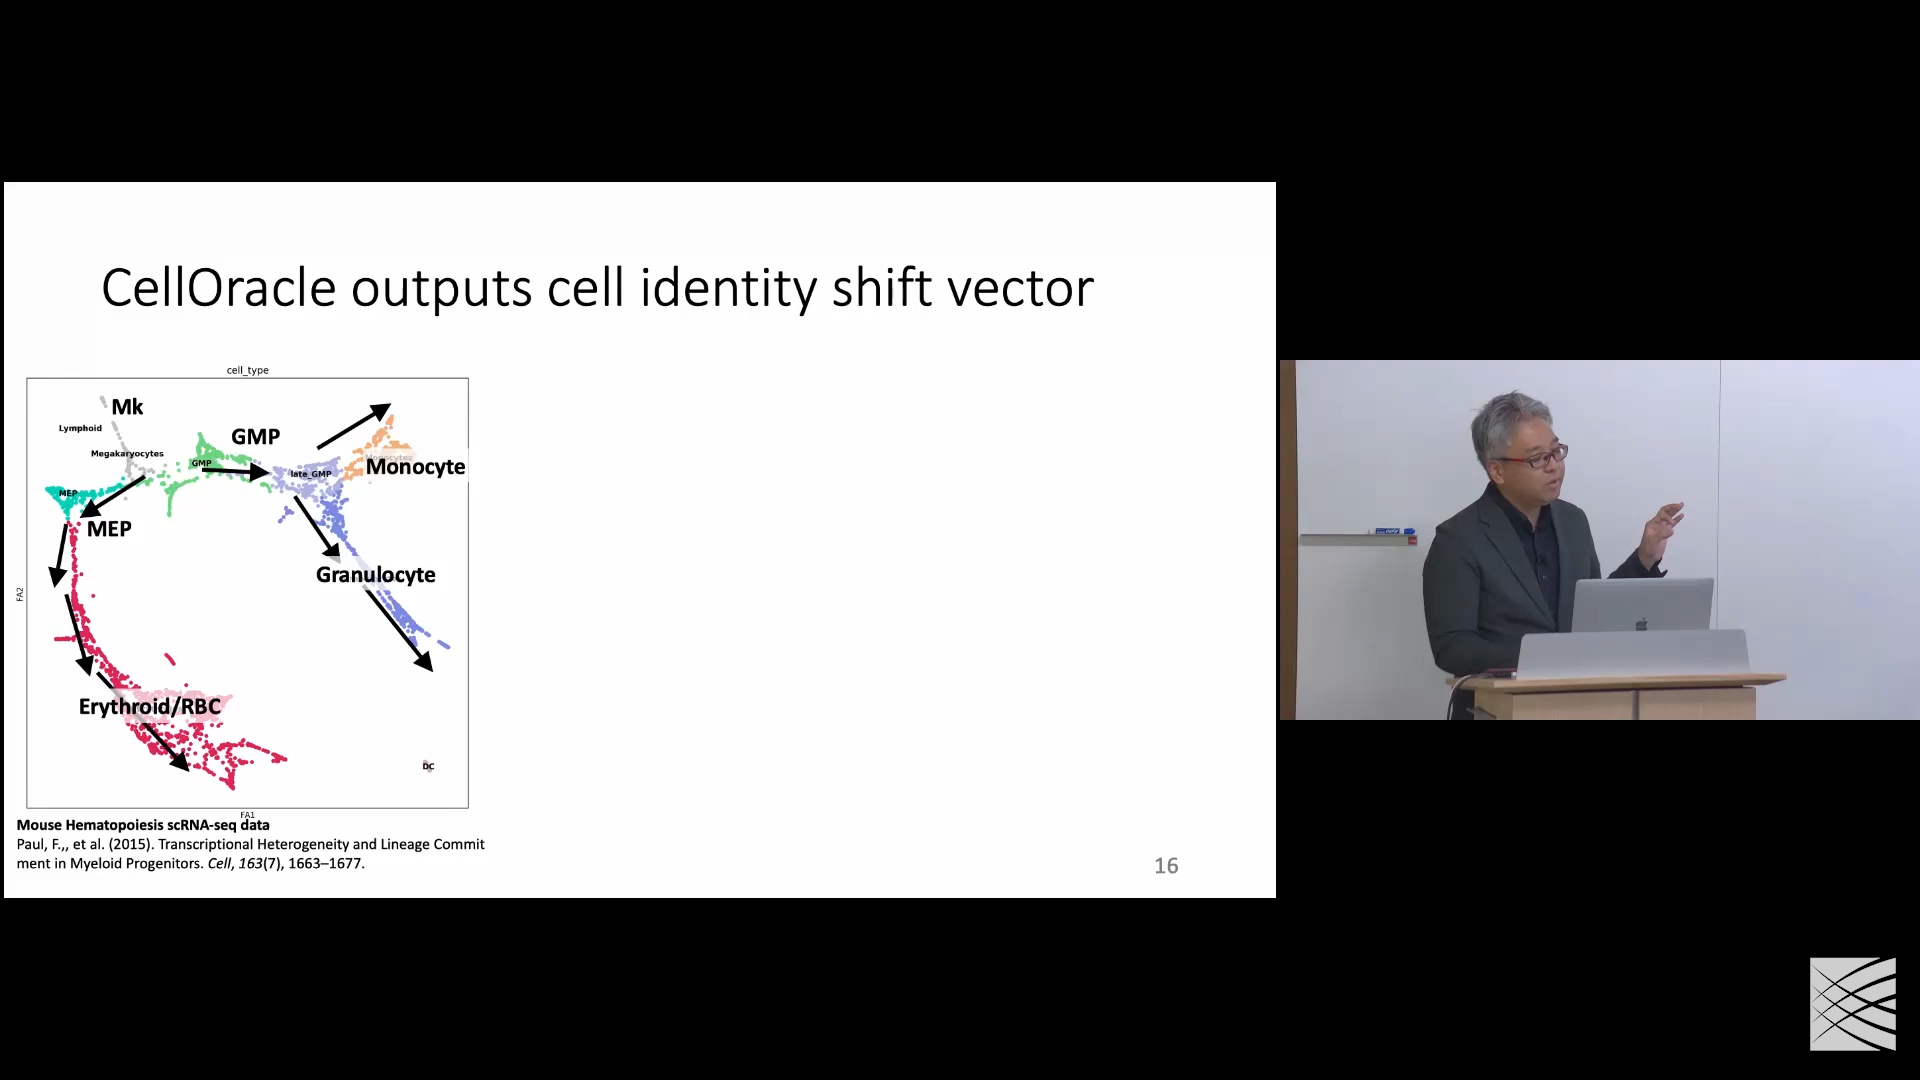 CellOracle outputs cell identity shift vector
cell_type
Mk
Lymphoid
GMP
Megakaryocytes
GMP
late_GMP
Monocytes
Monocyte
MEP
MEP
Granulocyte
FA2
Erythroid/RBC
DC
FA1
Mouse Hematopoiesis scRNA-seq data
Paul, F.,, et al. (2015). Transcriptional Heterogeneity and Lineage Commit
ment in Myeloid Progenitors. Cell, 163(7), 1663–1677.
16